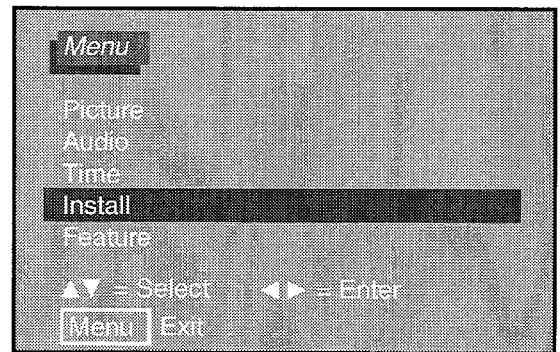 Menu
Picture
Audio
Time
Install
Feature
▲▼ = Select ◀ ▶ = Enter
Menu Exit